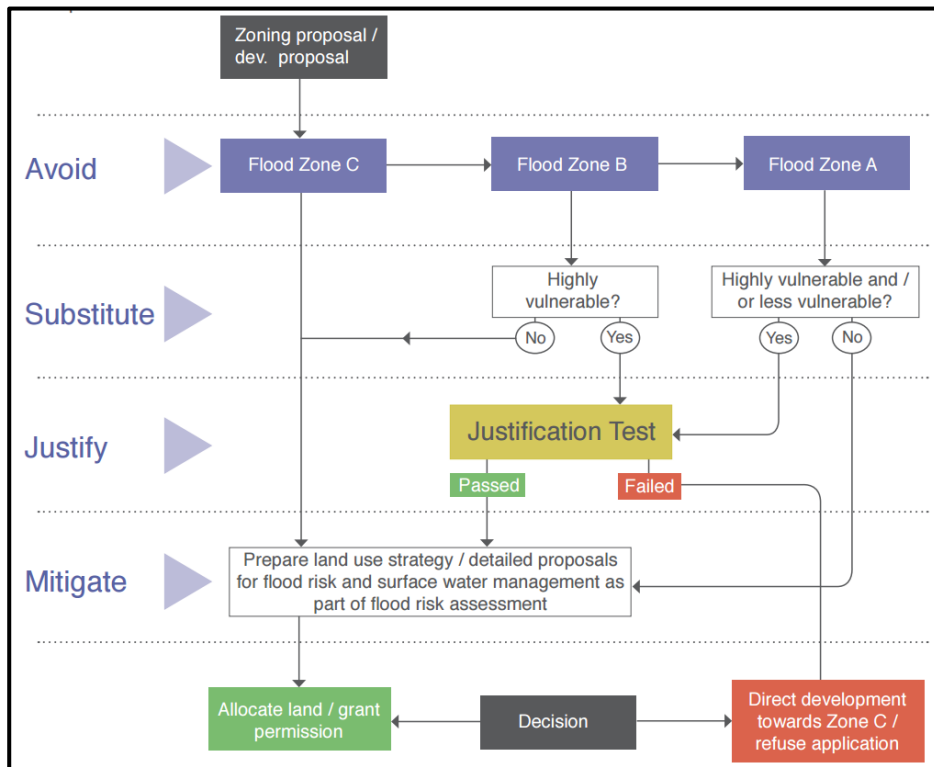 Zoning proposal /
dev. proposal
Avoid
Flood Zone C
Flood Zone B
Flood Zone A
Substitute
Highly
vulnerable?
No
Yes
Highly vulnerable and /
or less vulnerable?
Yes
No
Justify
Justification Test
Passed
Failed
Mitigate
Prepare land use strategy / detailed proposals
for flood risk and surface water management as
part of flood risk assessment
Allocate land / grant
permission
Decision
Direct development
towards Zone C /
refuse application